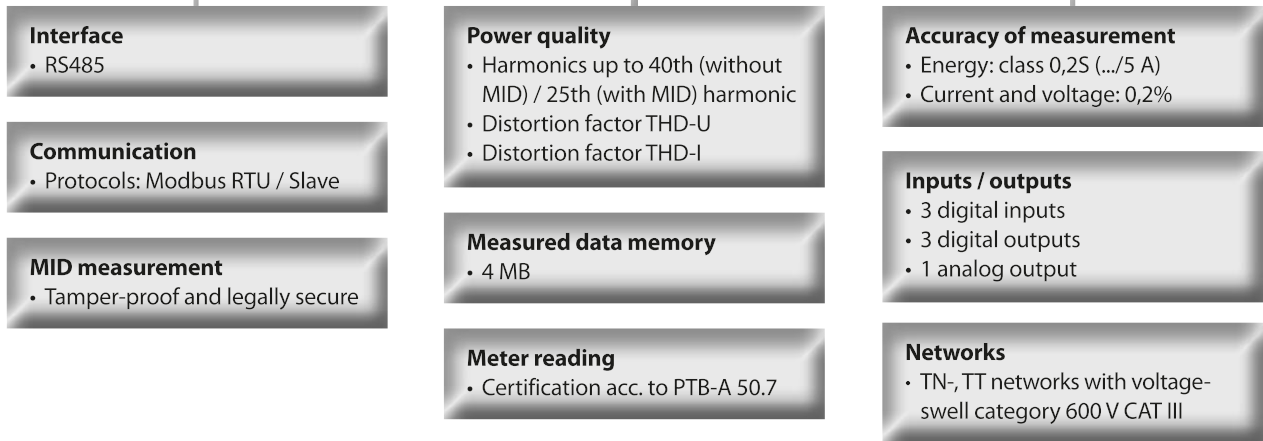 Interface
• RS485
Communication
• Protocols: Modbus RTU / Slave
MID measurement
• Tamper-proof and legally secure
Power quality
• Harmonics up to 40th (without
MID) / 25th (with MID) harmonic
• Distortion factor THD-U
• Distortion factor THD-I
Measured data memory
• 4 MB
Meter reading
• Certification acc. to PTB-A 50.7
Accuracy of measurement
• Energy: class 0,2S (.../5 A)
• Current and voltage: 0,2%
Inputs / outputs
• 3 digital inputs
• 3 digital outputs
• 1 analog output
Networks
• TN-, TT networks with voltage-
swell category 600 V CAT III